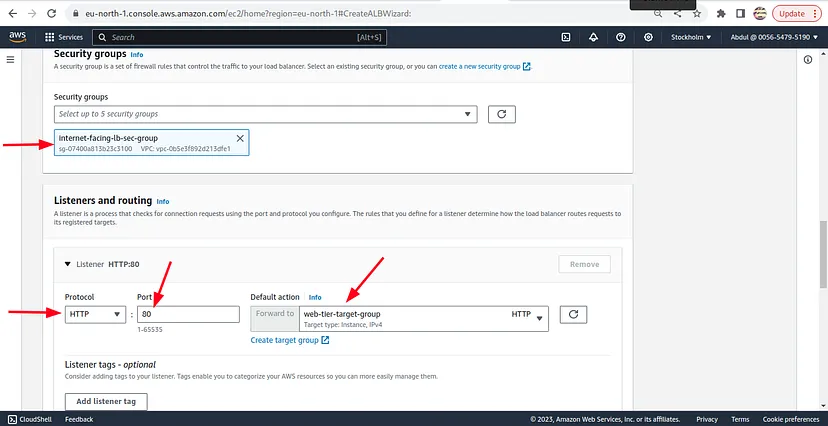 eu-north-1.console.aws.amazon.com/ec2/home?region=eu-north-1#CreateALBWizard:
Update
aws
Services
Search
[Alt+S]
Stockholm
Abdul @ 0056-5479-5190
Security groups Info
A security group is a set of firewall rules that control the traffic to your load balancer. Select an existing security group, or you can create a new security group
Security groups
Select up to 5 security groups
internet-facing-lb-sec-group
sg-07400a813b23c3100 VPC: vpc-0b5e3f892d213dfe1
Listeners and routing Info
A listener is a process that checks for connection requests using the port and protocol you configure. The rules that you define for a listener determine how the load balancer routes requests to
its registered targets.
Listener HTTP:80
Remove
Protocol
Port
Default action Info
HTTP
:
80
Forward to
web-tier-target-group
HTTP
Target type: Instance, IPv4
1-65535
Create target group
Listener tags - optional
Consider adding tags to your listener. Tags enable you to categorize your AWS resources so you can more easily manage them.
Add listener tag
CloudShell
Feedback
© 2023, Amazon Web Services, Inc. or its affiliates.
Privacy
Terms
Cookie preferences